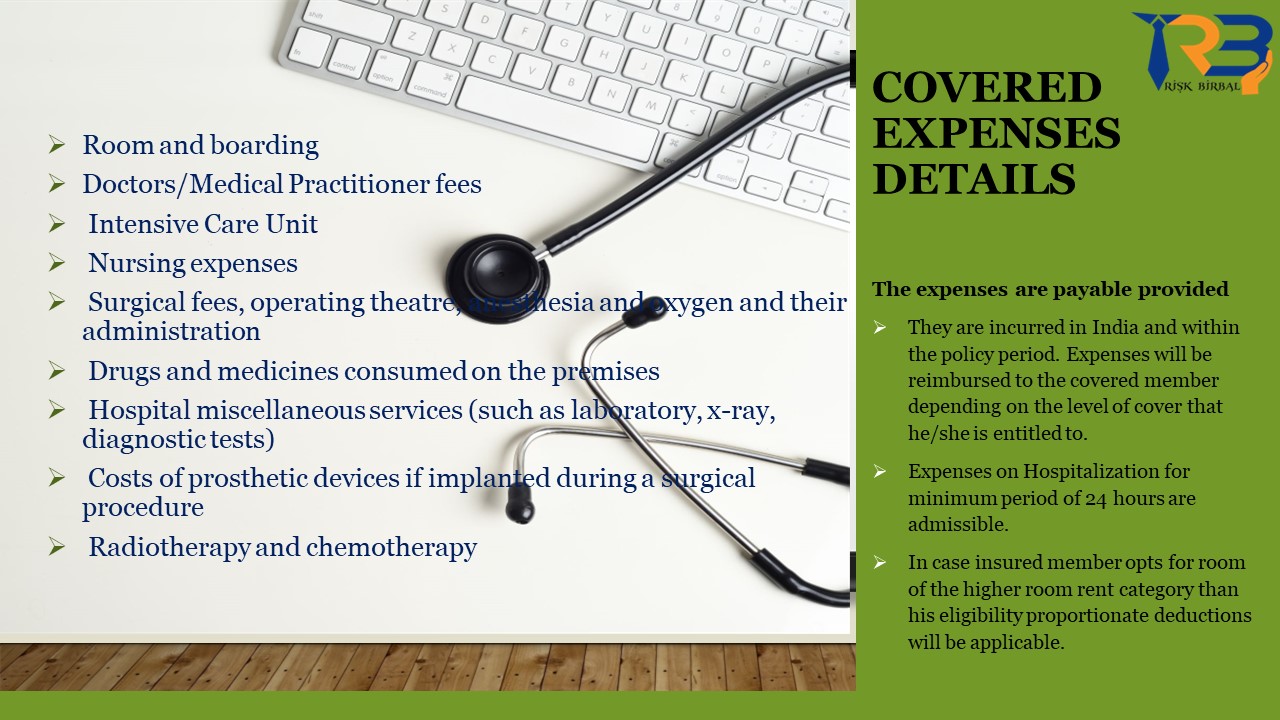 COVERED
EXPENSES
DETAILS
RB
RİŞK BİRBAL
Room and boarding
Doctors/Medical Practitioner fees
Intensive Care Unit
Nursing expenses
Surgical fees, operating theatre, anesthesia and oxygen and their
administration
Drugs and medicines consumed on the premises
Hospital miscellaneous services (such as laboratory, x-ray,
diagnostic tests)
Costs of prosthetic devices if implanted during a surgical
procedure
Radiotherapy and chemotherapy
The expenses are payable provided
They are incurred in India and within
the policy period. Expenses will be
reimbursed to the covered member
depending on the level of cover that
he/she is entitled to.
Expenses on Hospitalization for
minimum period of 24 hours are
admissible.
In case insured member opts for room
of the higher room rent category than
his eligibility proportionate deductions
will be applicable.